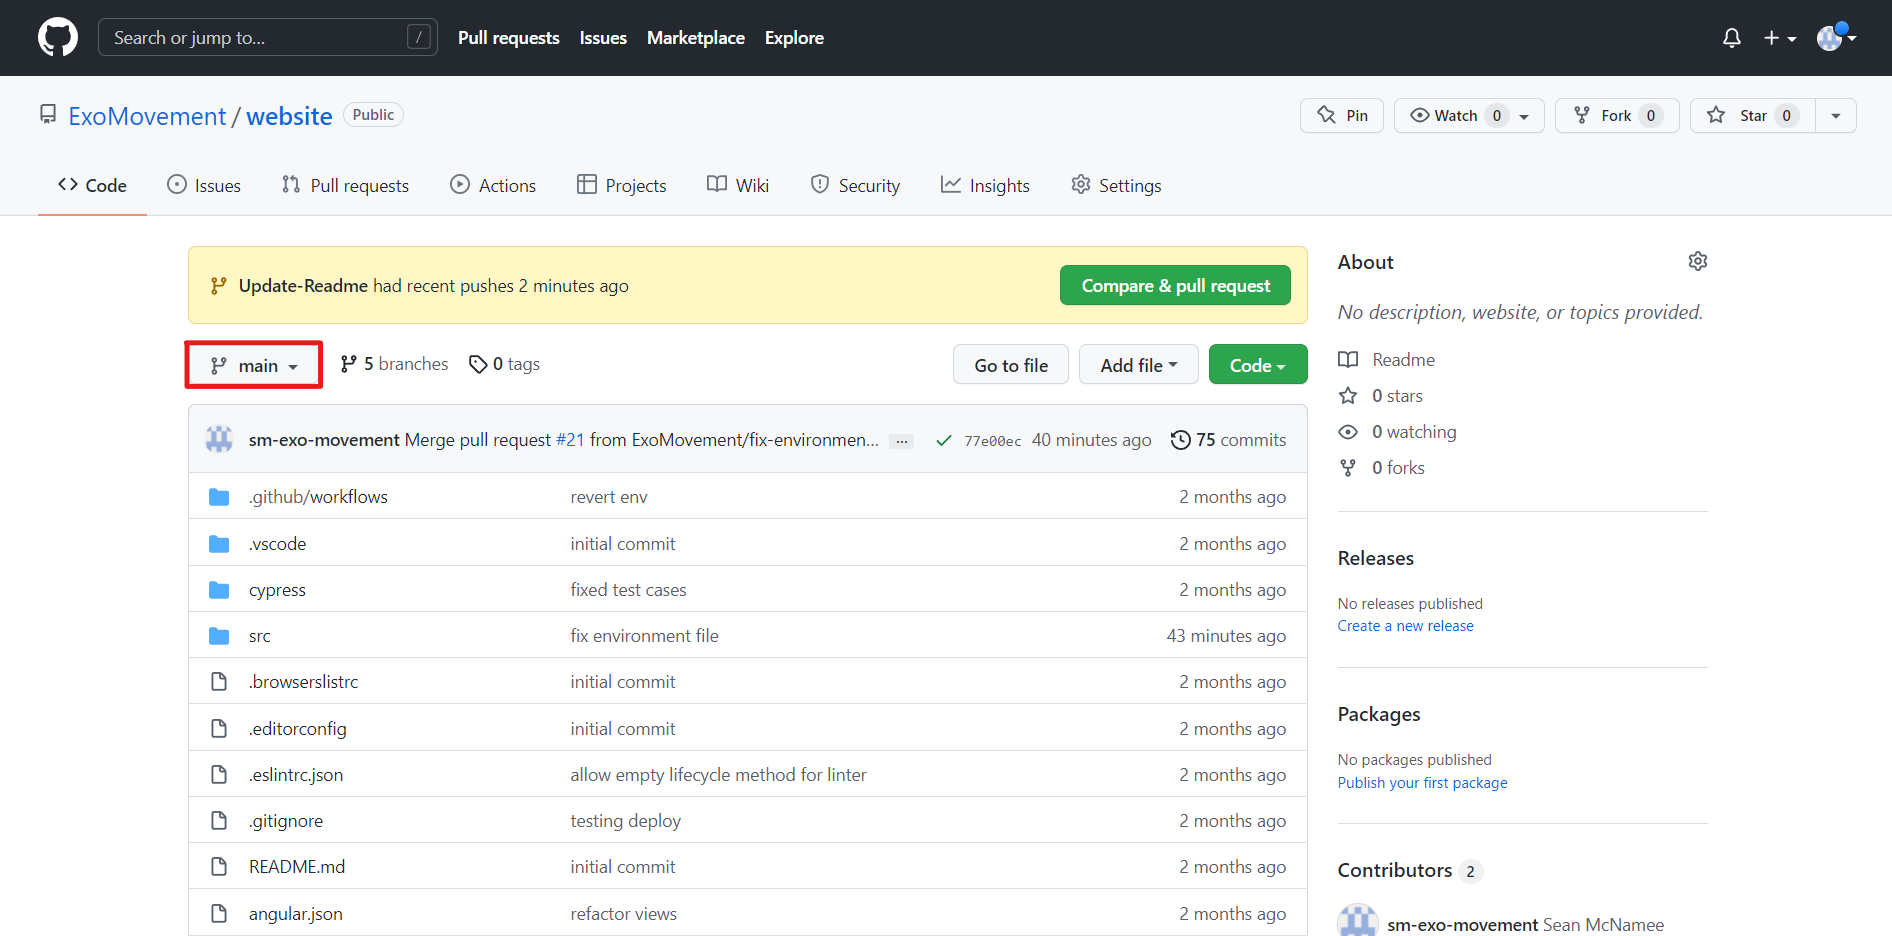 Search or jump to... /
Pull requests Issues Marketplace Explore
ExoMovement / website Public
Pin Watch 0 Fork 0 Star 0
Code Issues Pull requests Actions Projects Wiki Security Insights Settings
Update-Readme had recent pushes 2 minutes ago Compare & pull request
main 5 branches 0 tags Go to file Add file Code
sm-exo-movement Merge pull request #21 from ExoMovement/fix-environmen... ... 77e00ec 40 minutes ago 75 commits
.github/workflows revert env 2 months ago
.vscode initial commit 2 months ago
cypress fixed test cases 2 months ago
src fix environment file 43 minutes ago
.browserslistrc initial commit 2 months ago
.editorconfig initial commit 2 months ago
.eslintrc.json allow empty lifecycle method for linter 2 months ago
.gitignore testing deploy 2 months ago
README.md initial commit 2 months ago
angular.json refactor views 2 months ago
About
No description, website, or topics provided.
Readme
0 stars
0 watching
0 forks
Releases
No releases published
Create a new release
Packages
No packages published
Publish your first package
Contributors 2
sm-exo-movement Sean McNamee